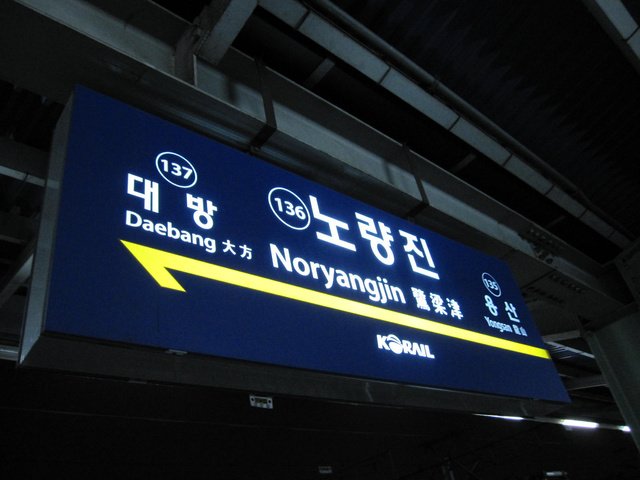 137
대 방
Daebang 大方
136 노량진
Noryangjin 鷺梁津
135
용 산
Yongsan 龍山
KORAIL